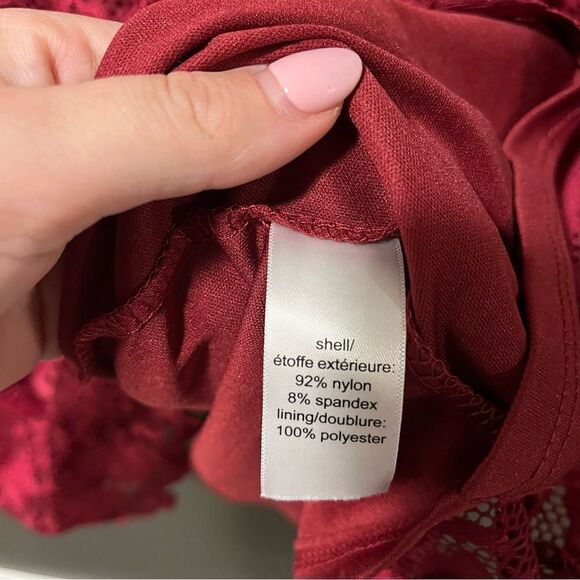 shell/
étoffe extérieure:
92% nylon
8% spandex
lining/doublure:
100% polyester